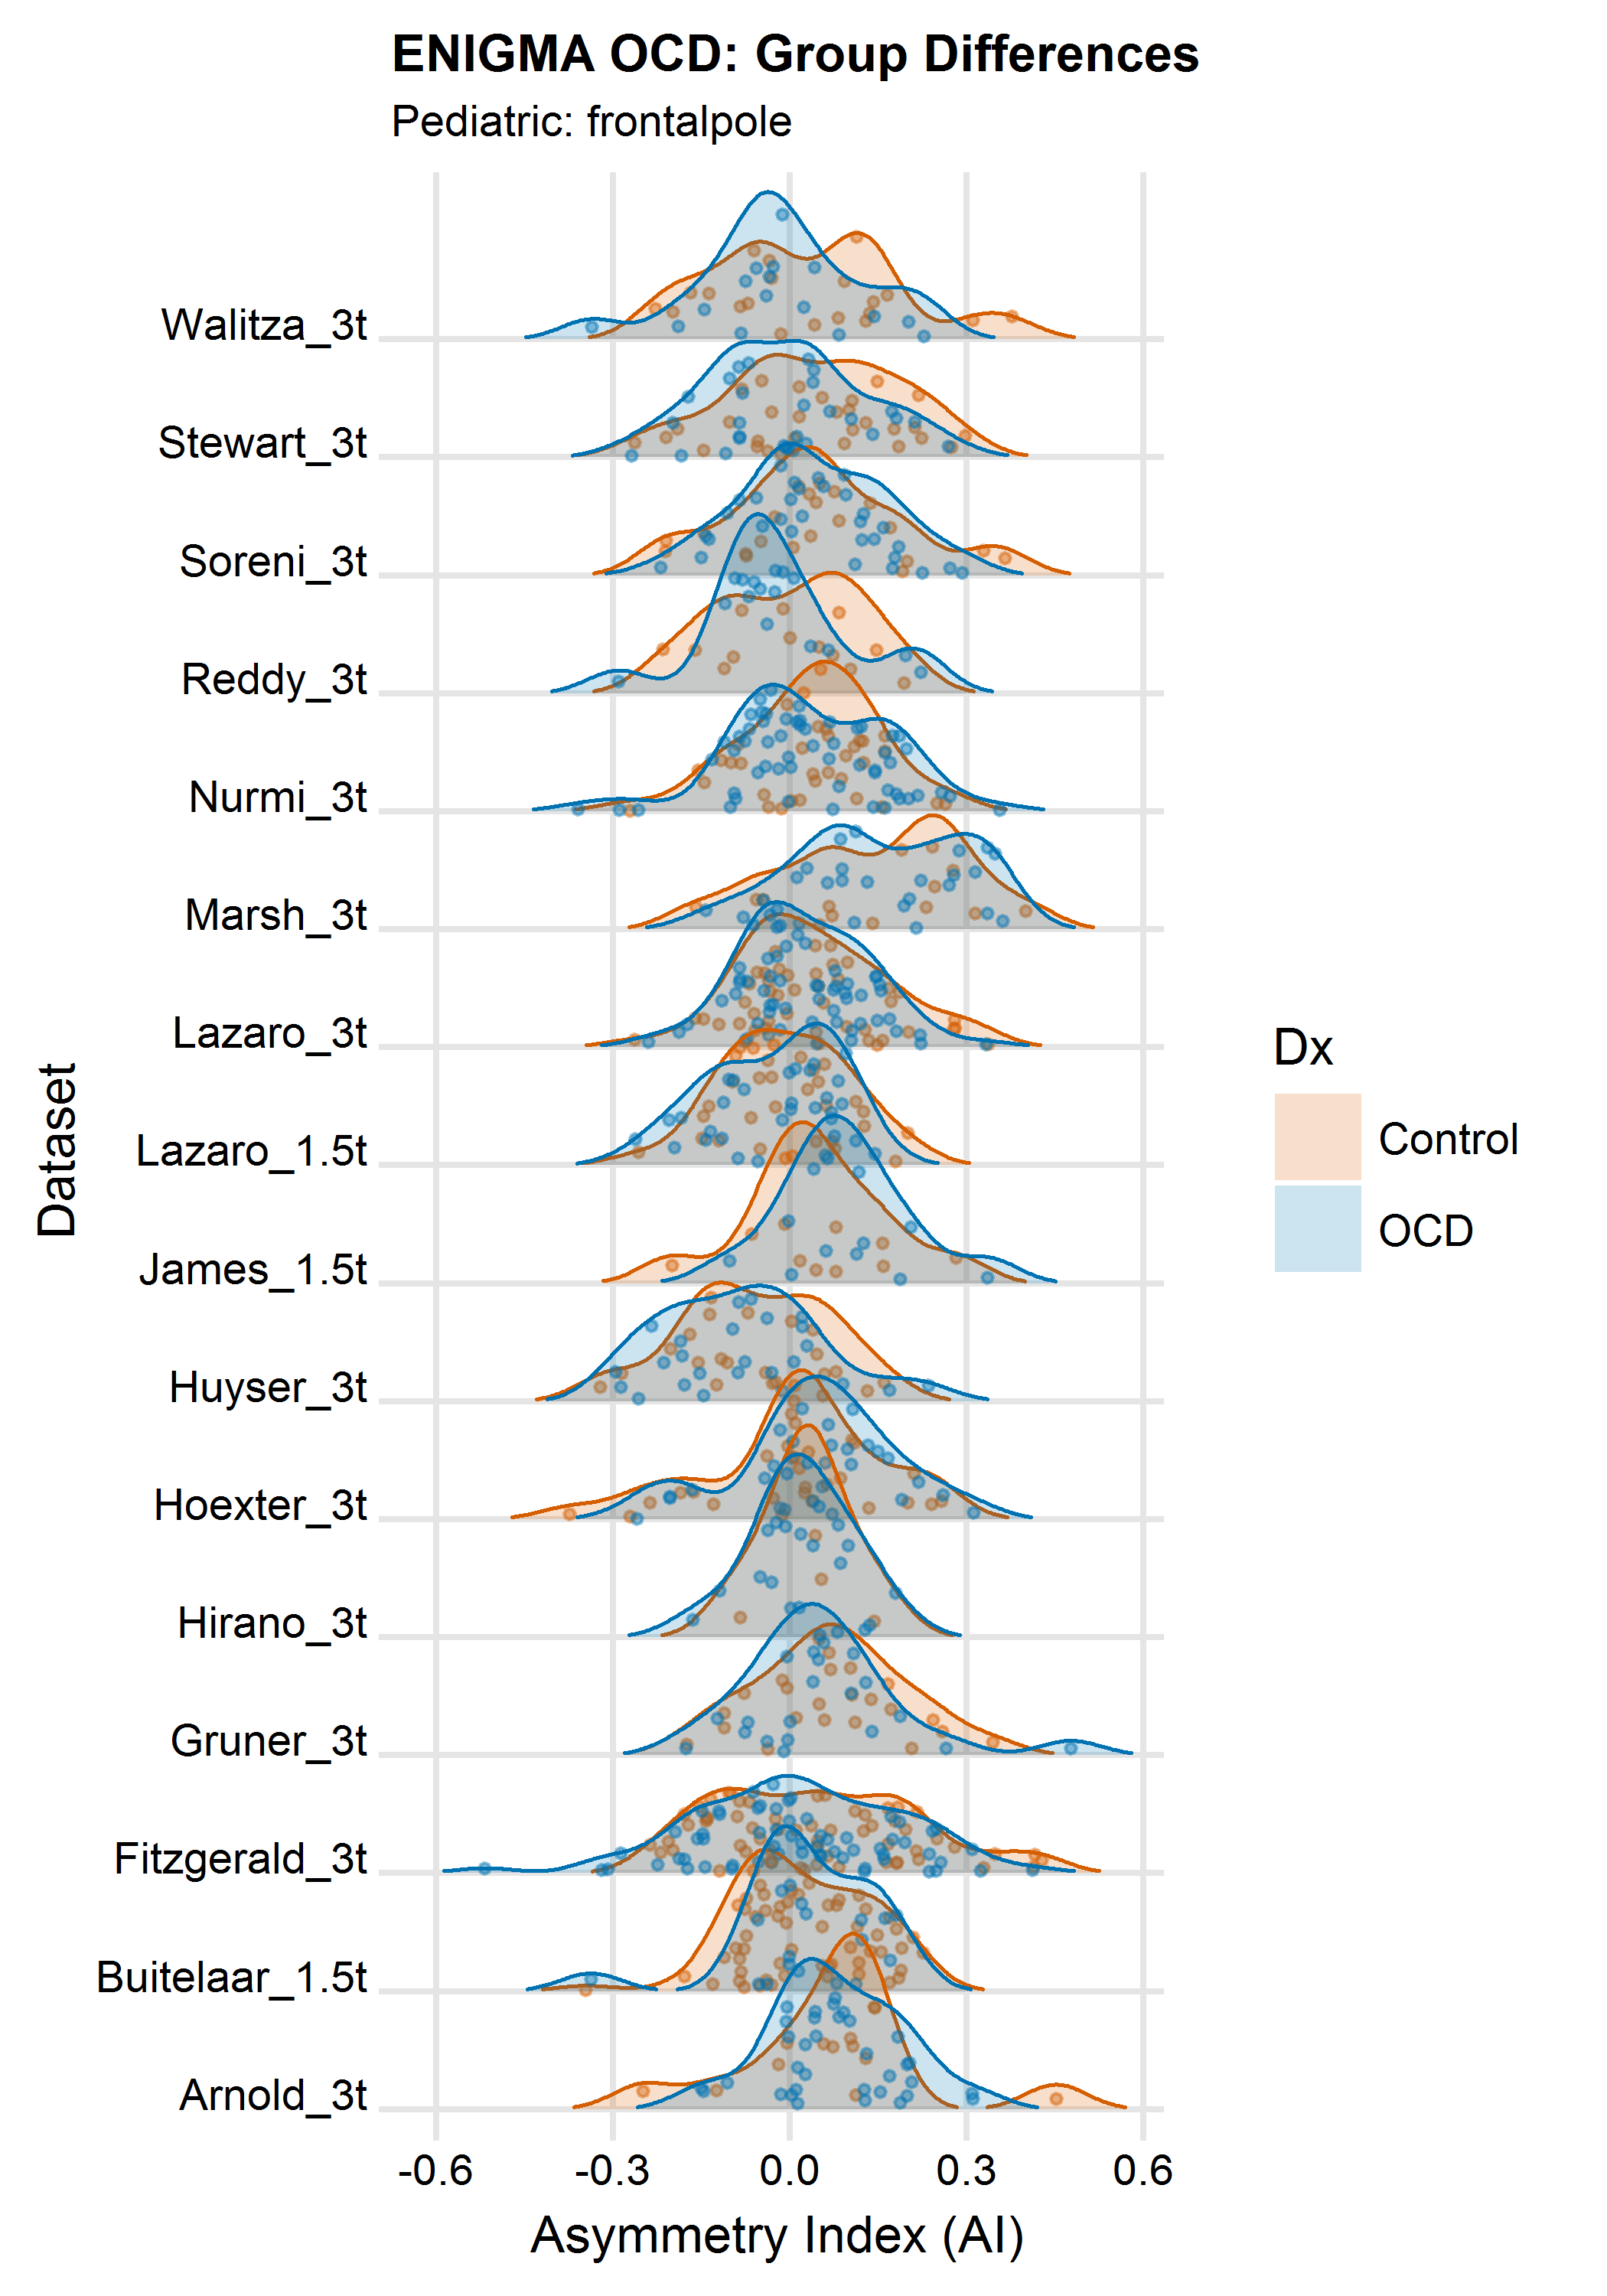 ENIGMA OCD: Group Differences
Pediatric: frontalpole
Walitza_3t
Stewart_3t
Soreni_3t
Reddy_3t
Nurmi_3t
Marsh_3t
Lazaro_3t
Lazaro_1.5t
James_1.5t
Huyser_3t
Hoexter_3t
Hirano_3t
Gruner_3t
Fitzgerald_3t
Buitelaar_1.5t
Arnold_3t
Dataset
-0.6 -0.3 0.0 0.3 0.6
Asymmetry Index (AI)
Dx
Control
OCD